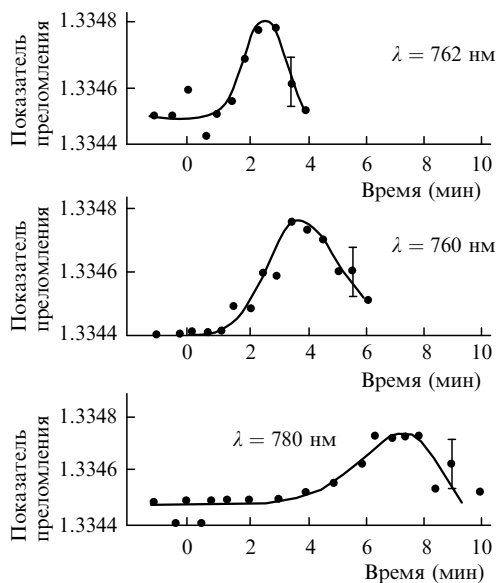 Показатель
преломления
1.3348
1.3346
1.3345
1.3344
λ = 762 нм
0 2 4 6 8 10
Время (мин)
Показатель
преломления
1.3348
1.3346
1.3344
λ = 760 нм
0 2 4 6 8 10
Время (мин)
Показатель
преломления
1.3348
1.3346
1.3344
λ = 780 нм
0 2 4 6 8 10
Время (мин)